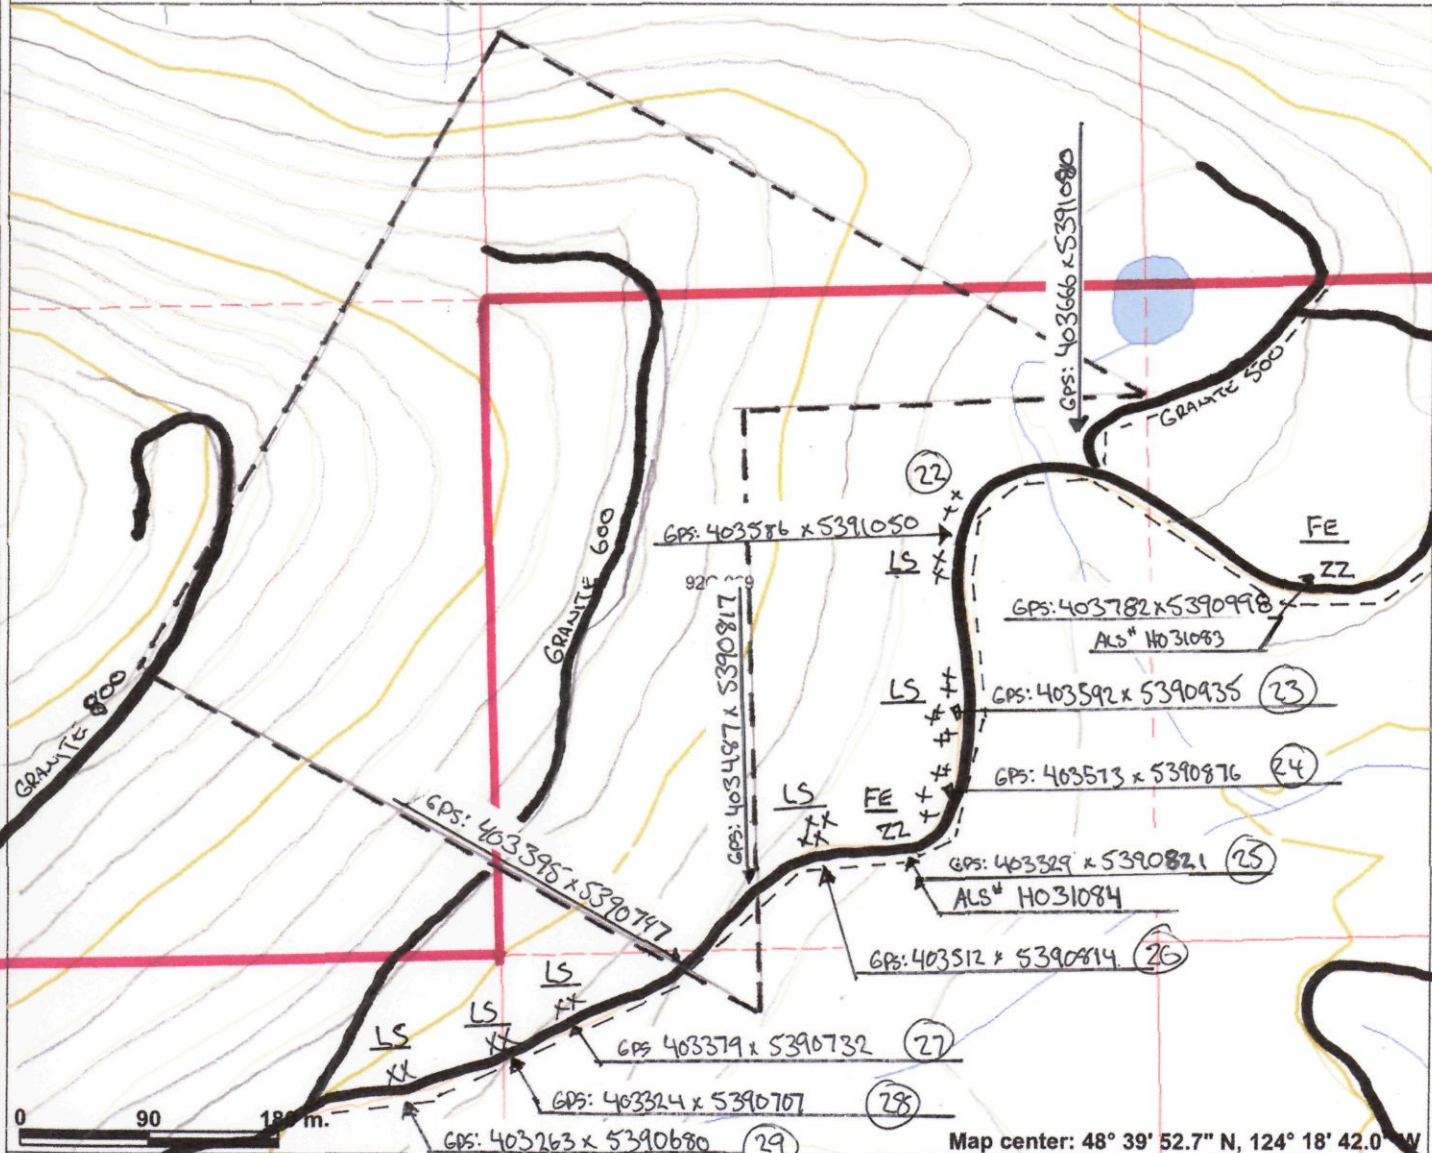 GPS: 403666 x 5391080
GRANITE 500
22
GPS: 403586 x 5391050
LS
FE
ZZ
GRANITE 600
GPS: 403782 x 5390998
ALS# HO31083
GPS: 403487 x 5390817
LS
GPS: 403592 x 5390935 23
GRANITE 800
GPS: 403573 x 5390876 24
LS
FE
ZZ
GPS: 403395 x 5390747
GPS: 403329 x 5390821 25
ALS# HO31084
GPS: 403512 x 5390814 26
LS
LS
LS
GPS 403379 x 5390732 27
GPS: 403324 x 5390707 28
GPS: 403263 x 5390680 29
0 90 180 m.
Map center: 48° 39' 52.7" N, 124° 18' 42.0" W